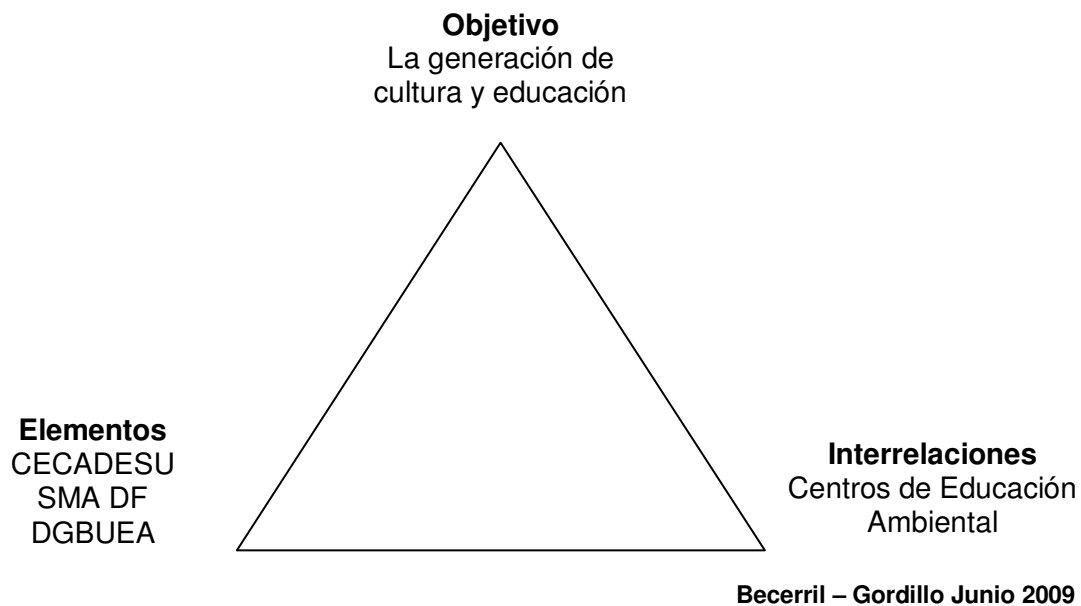 Objetivo
La generación de
cultura y educación
Elementos
CECADESU
SMA DF
DGBUEA
Interrelaciones
Centros de Educación
Ambiental
Becerril – Gordillo Junio 2009